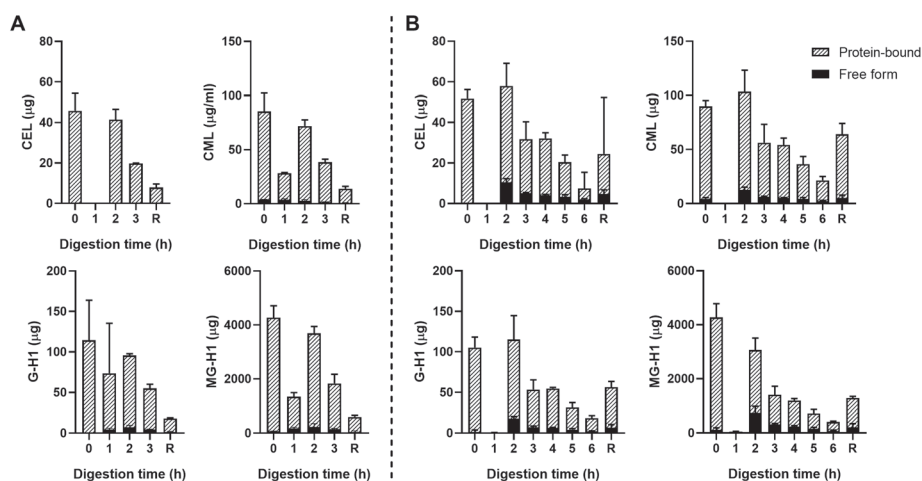 A
B
80
60
40
20
0
CEL (µg)
0 1 2 3 R
Digestion time (h)
150
100
50
0
CML (µg/ml)
0 1 2 3 R
Digestion time (h)
80
60
40
20
0
CEL (µg)
0 1 2 3 4 5 6 R
Digestion time (h)
150
100
50
0
CML (µg)
0 1 2 3 4 5 6 R
Digestion time (h)
Protein-bound
Free form
200
150
100
50
0
G-H1 (µg)
0 1 2 3 R
Digestion time (h)
6000
4000
2000
0
MG-H1 (µg)
0 1 2 3 R
Digestion time (h)
200
150
100
50
0
G-H1 (µg)
0 1 2 3 4 5 6 R
Digestion time (h)
6000
4000
2000
0
MG-H1 (µg)
0 1 2 3 4 5 6 R
Digestion time (h)